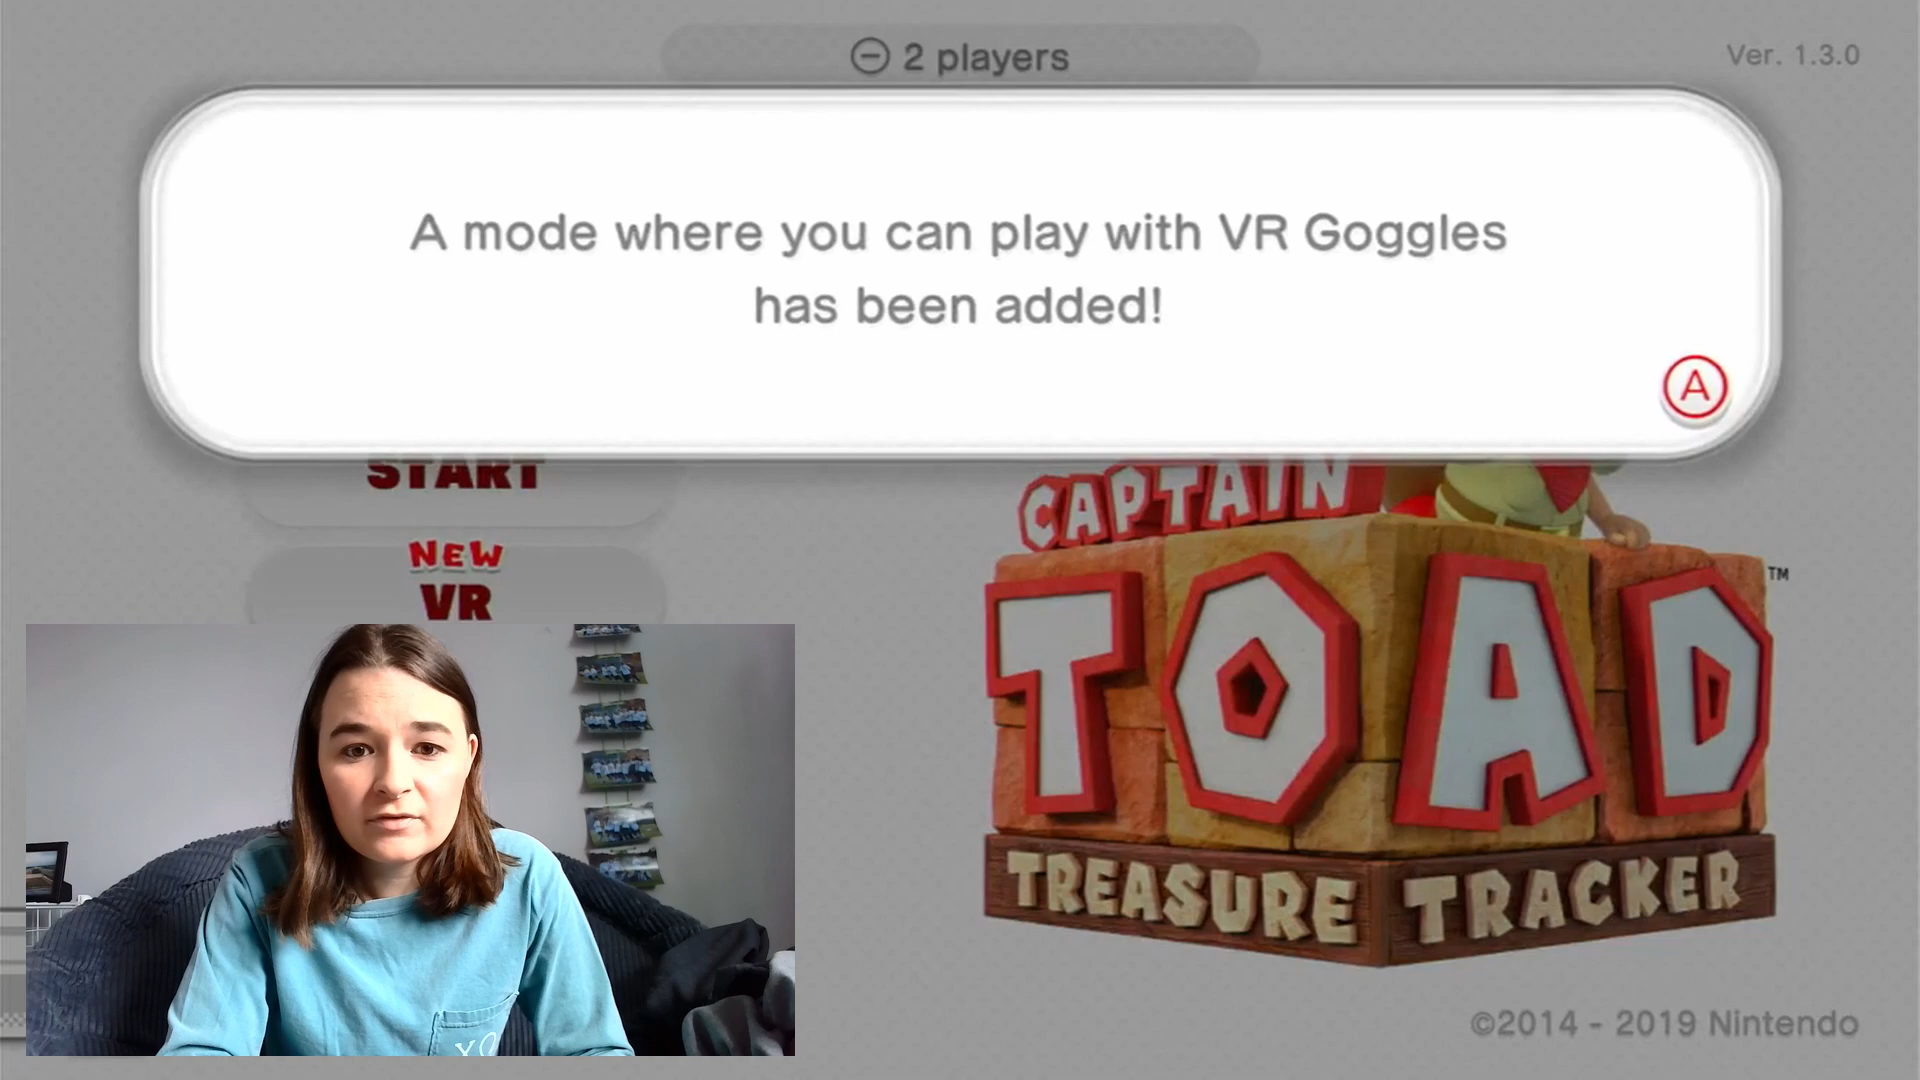 2 players
Ver. 1.3.0
A mode where you can play with VR Goggles
has been added!
A
START
NEW
VR
CAPTAIN
TOAD
TM
TREASURE TRACKER
©2014 - 2019 Nintendo